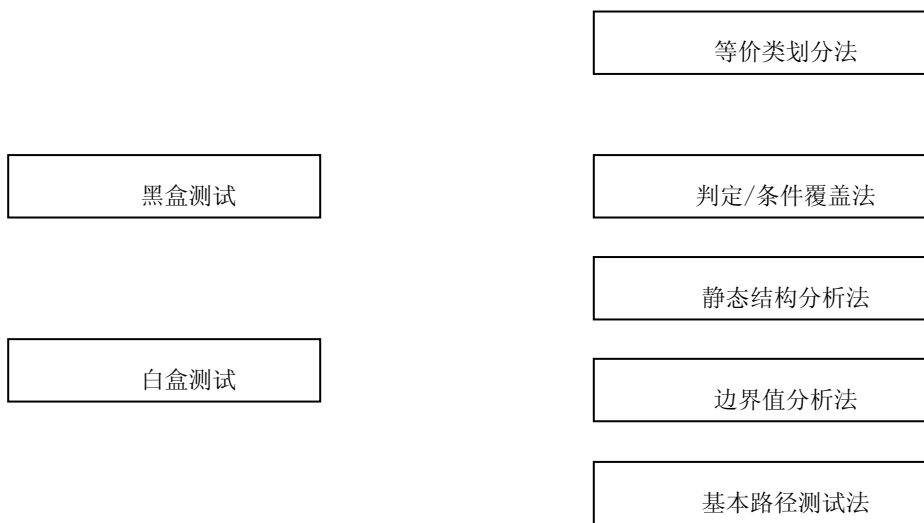 等价类划分法
黑盒测试
判定/条件覆盖法
静态结构分析法
白盒测试
边界值分析法
基本路径测试法